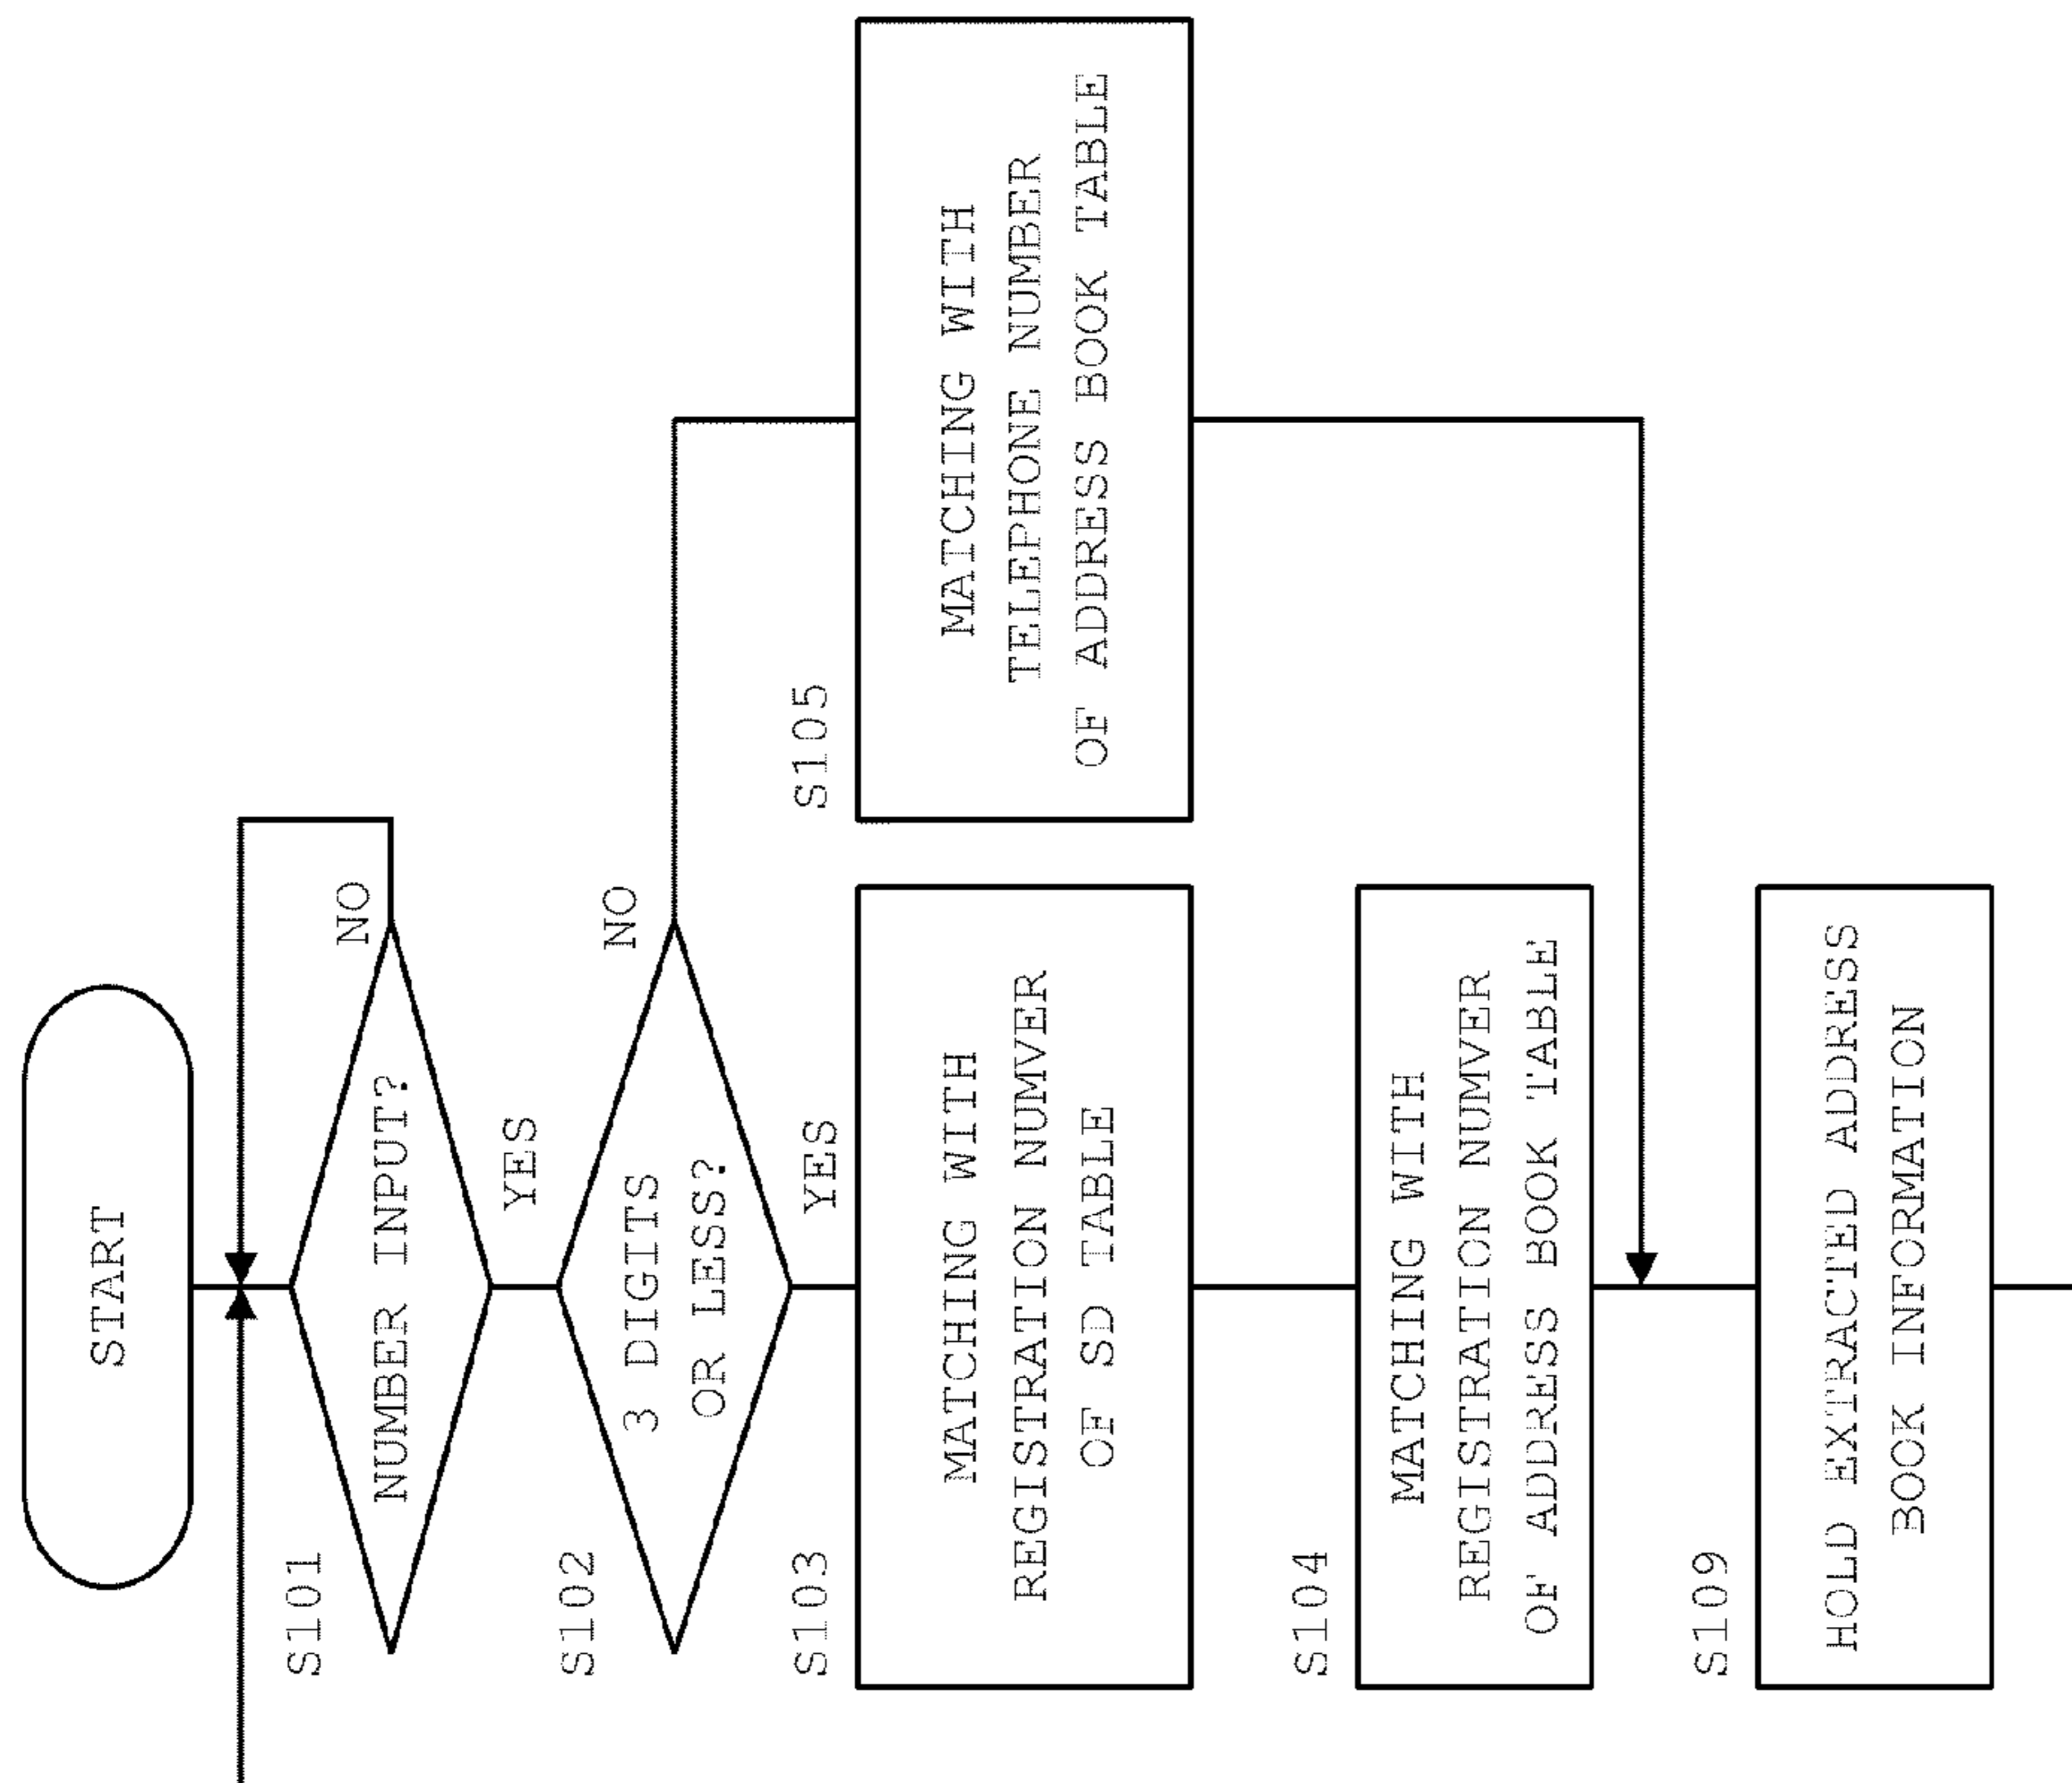 START
S101
NUMBER INPUT?
NO
YES
S102
3 DIGITS
OR LESS?
NO
YES
S103
MATCHING WITH
REGISTRATION NUMVER
OF SD TABLE
S105
MATCHING WITH
TELEPHONE NUMBER
OF ADDRESS BOOK TABLE
S104
MATCHING WITH
REGISTRATION NUMVER
OF ADDRESS BOOK TABLE
S109
HOLD EXTRACTED ADDRESS
BOOK INFORMATION